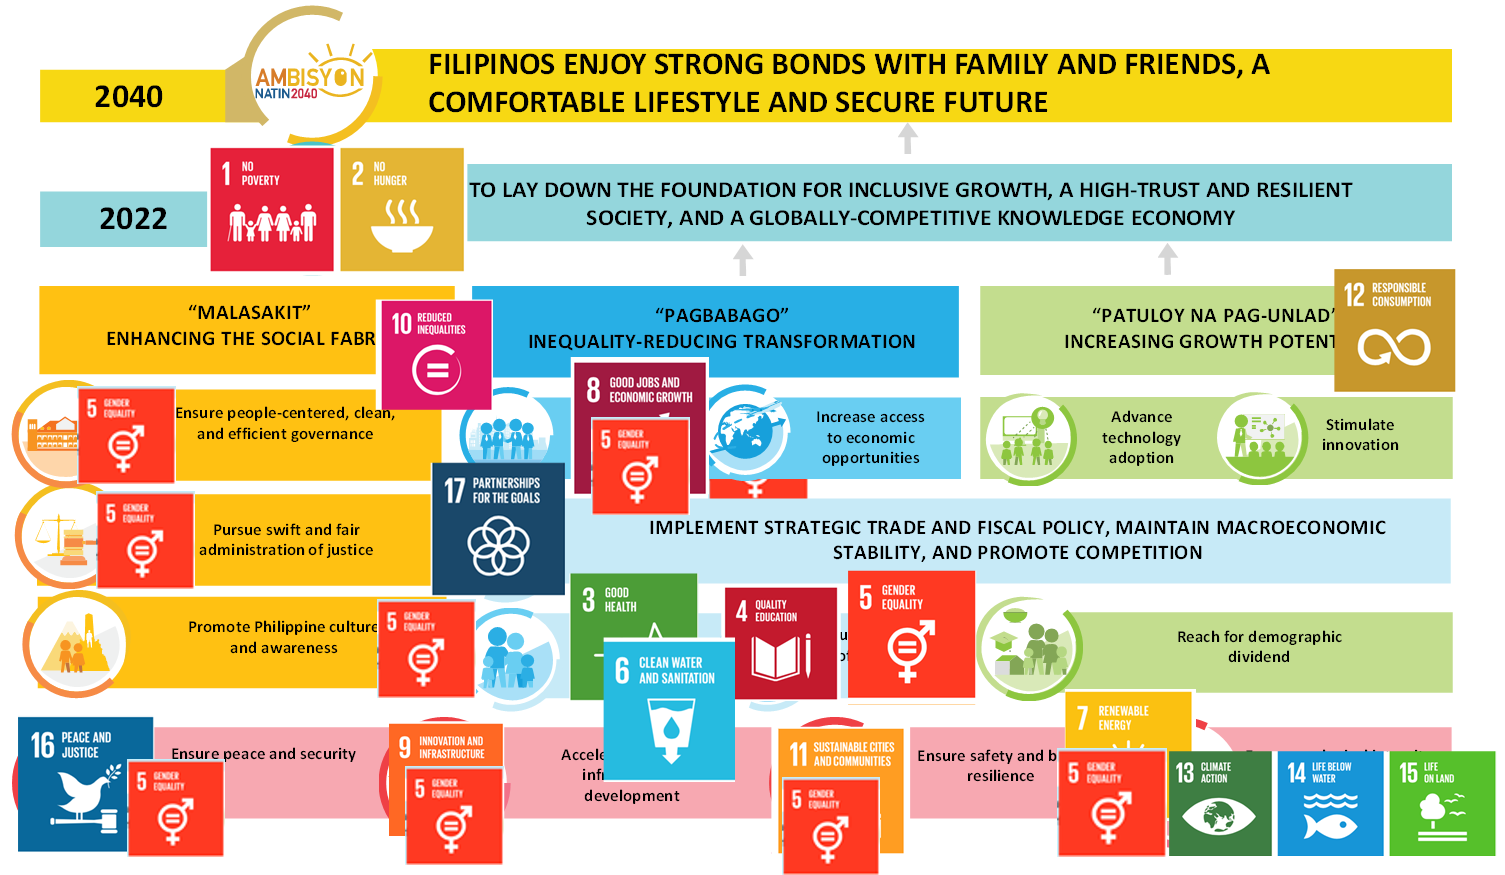 AMBISYON
NATIN2040
2040
FILIPINOS ENJOY STRONG BONDS WITH FAMILY AND FRIENDS, A
COMFORTABLE LIFESTYLE AND SECURE FUTURE
2022
1 NO
POVERTY
2 NO
HUNGER
TO LAY DOWN THE FOUNDATION FOR INCLUSIVE GROWTH, A HIGH-TRUST AND RESILIENT
SOCIETY, AND A GLOBALLY-COMPETITIVE KNOWLEDGE ECONOMY
“MALASAKIT”
ENHANCING THE SOCIAL FABR
10 REDUCED
INEQUALITIES
“PAGBABAGO”
INEQUALITY-REDUCING TRANSFORMATION
“PATULOY NA PAG-UNLAD”
INCREASING GROWTH POTENT
12 RESPONSIBLE
CONSUMPTION
5 GENDER
EQUALITY
Ensure people-centered, clean,
and efficient governance
8 GOOD JOBS AND
ECONOMIC GROWTH
5 GENDER
EQUALITY
Increase access
to economic
opportunities
Advance
technology
adoption
Stimulate
innovation
5 GENDER
EQUALITY
Pursue swift and fair
administration of justice
17 PARTNERSHIPS
FOR THE GOALS
IMPLEMENT STRATEGIC TRADE AND FISCAL POLICY, MAINTAIN MACROECONOMIC
STABILITY, AND PROMOTE COMPETITION
Promote Philippine culture
and awareness
5 GENDER
EQUALITY
3 GOOD
HEALTH
4 QUALITY
EDUCATION
5 GENDER
EQUALITY
Reach for demographic
dividend
6 CLEAN WATER
AND SANITATION
16 PEACE AND
JUSTICE
5 GENDER
EQUALITY
Ensure peace and security
9 INNOVATION AND
INFRASTRUCTURE
5 GENDER
EQUALITY
Accele
inf
development
11 SUSTAINABLE CITIES
AND COMMUNITIES
5 GENDER
EQUALITY
Ensure safety and b
resilience
7 RENEWABLE
ENERGY
5 GENDER
EQUALITY
13 CLIMATE
ACTION
14 LIFE BELOW
WATER
15 LIFE
ON LAND